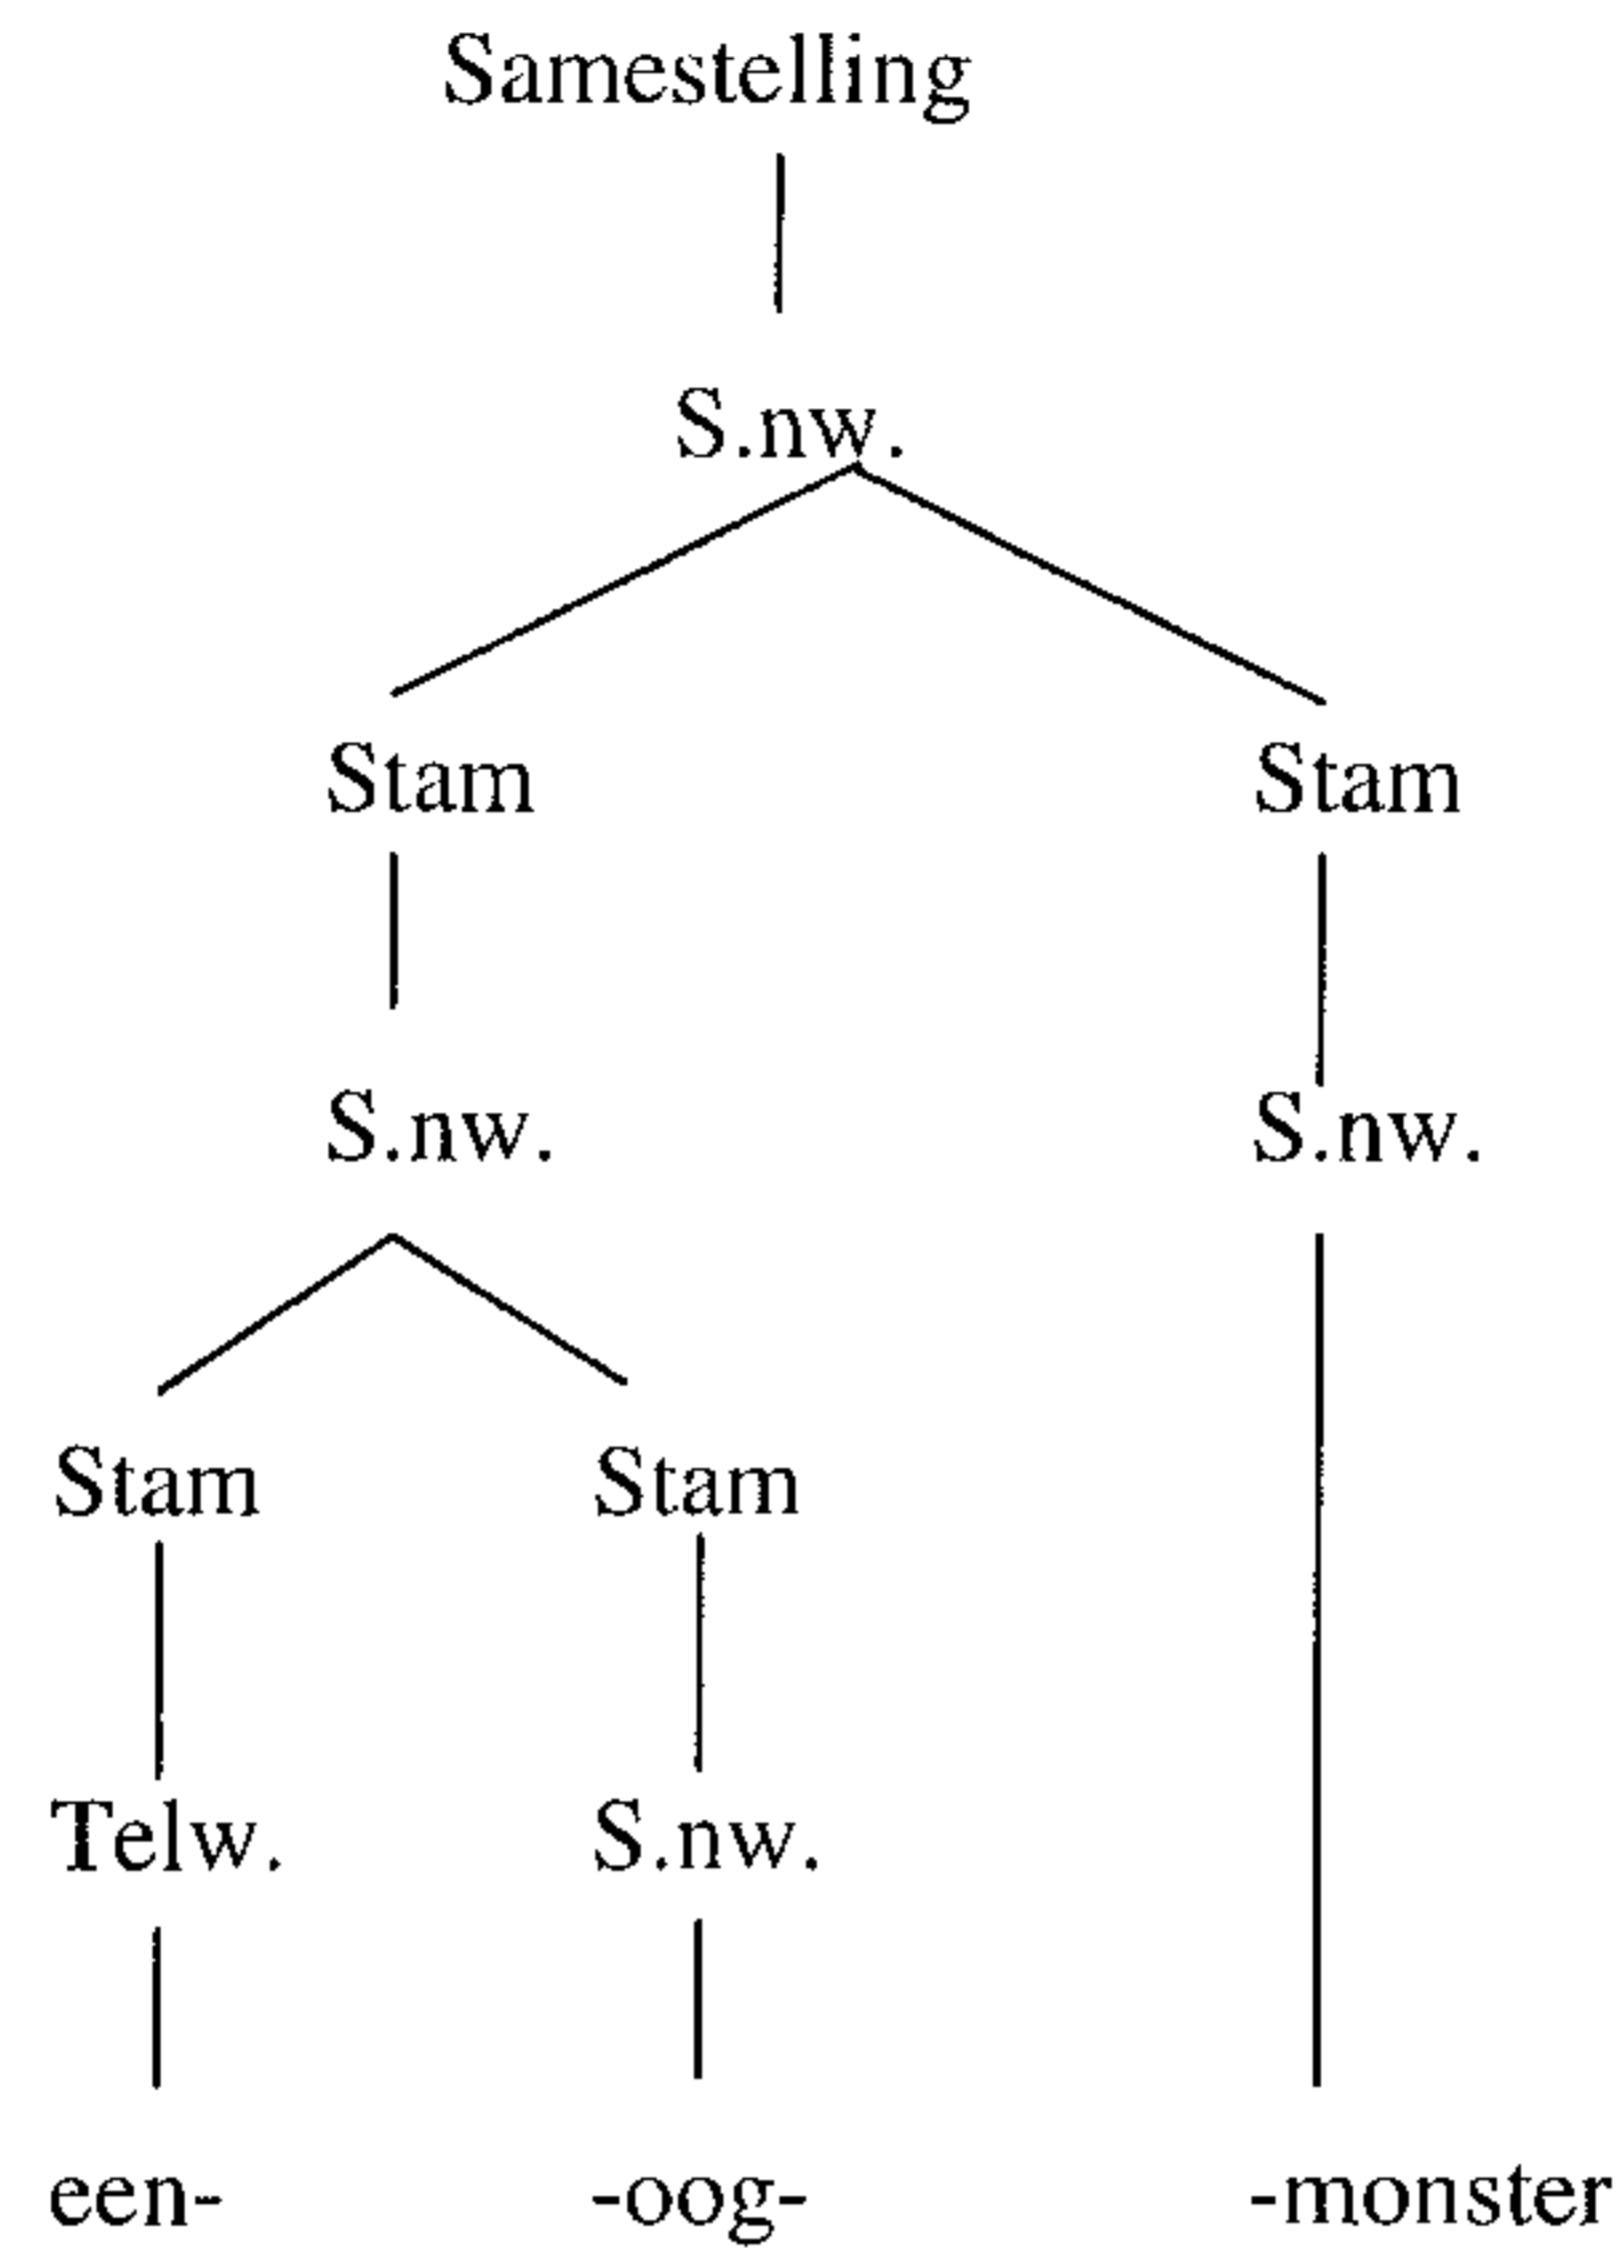 Samestelling
S.nw.
Stam Stam
S.nw. S.nw.
Stam Stam
Telw. S.nw.
een- -oog- -monster